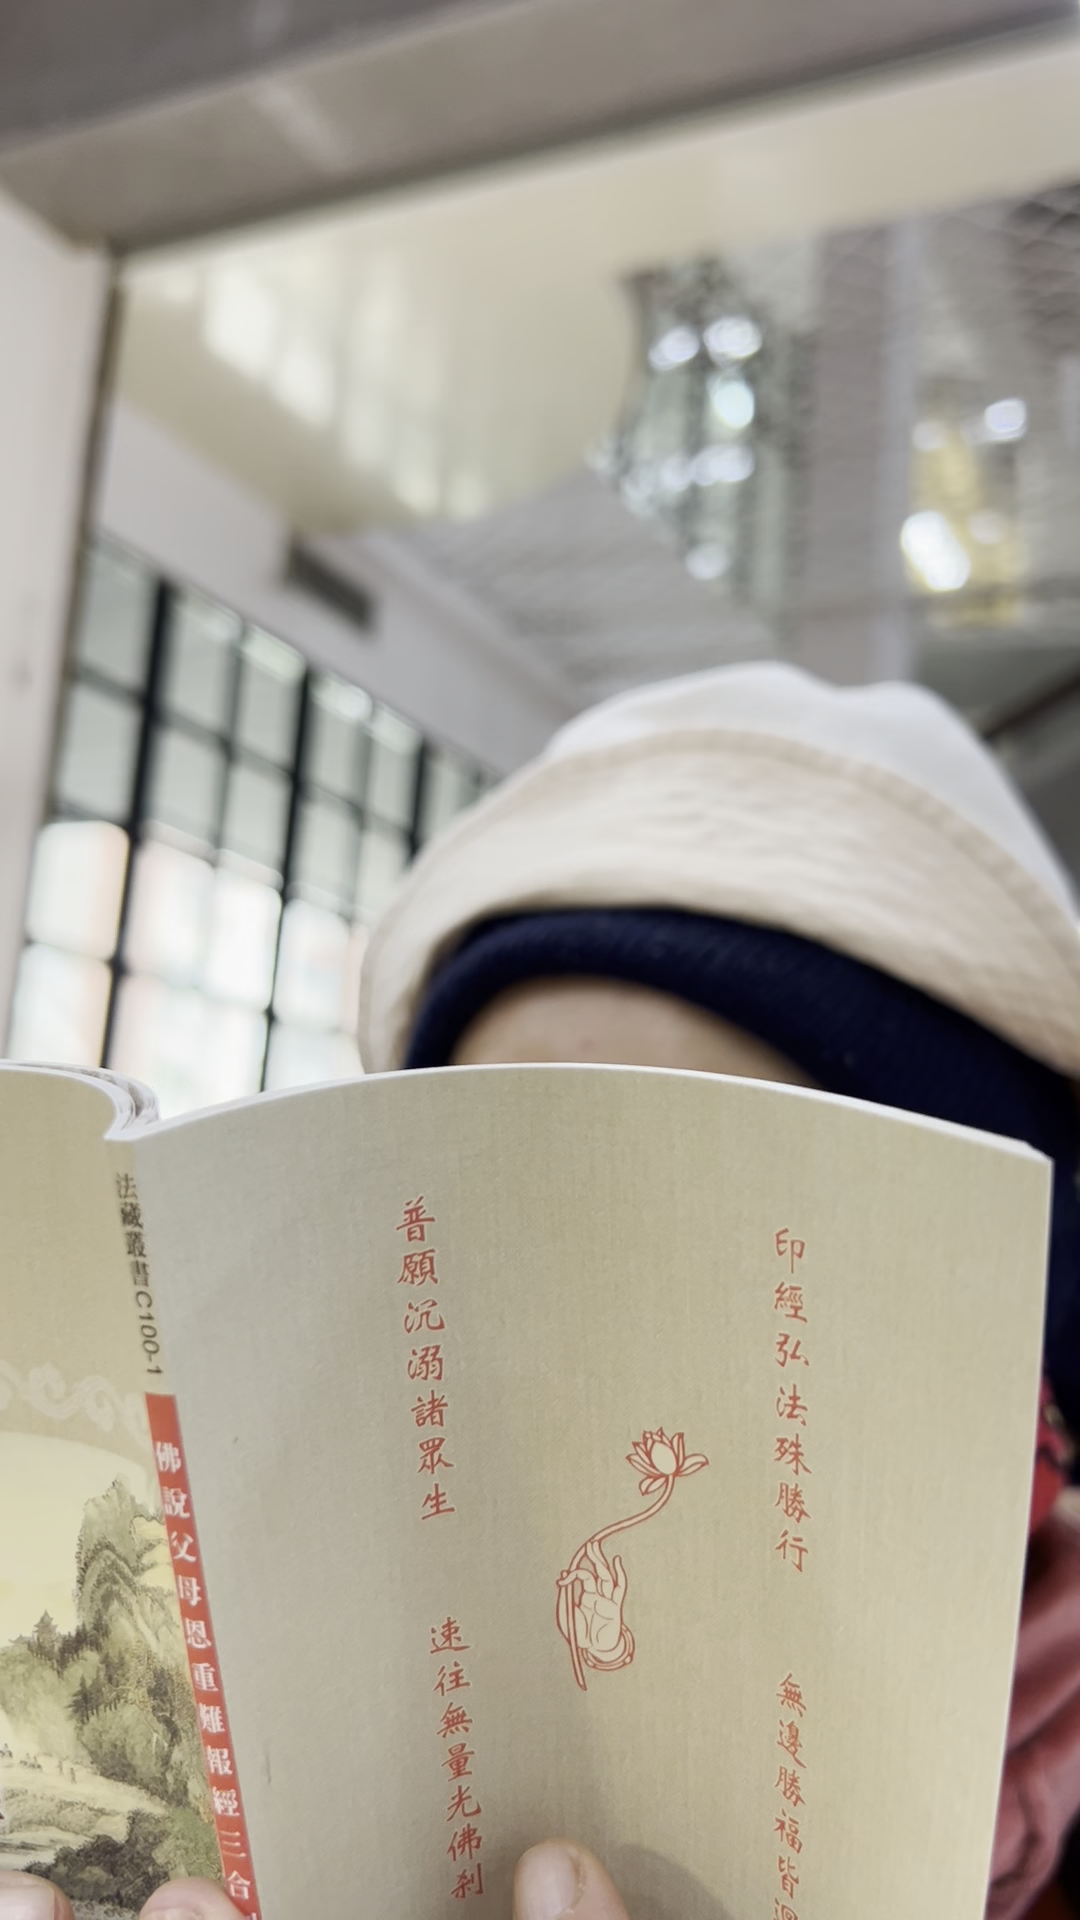 印經弘法殊勝行
無邊勝福皆迴
普願沉溺諸眾生
速往無量光佛剎
法藏叢書C100-1
佛說父母恩重難報經三合